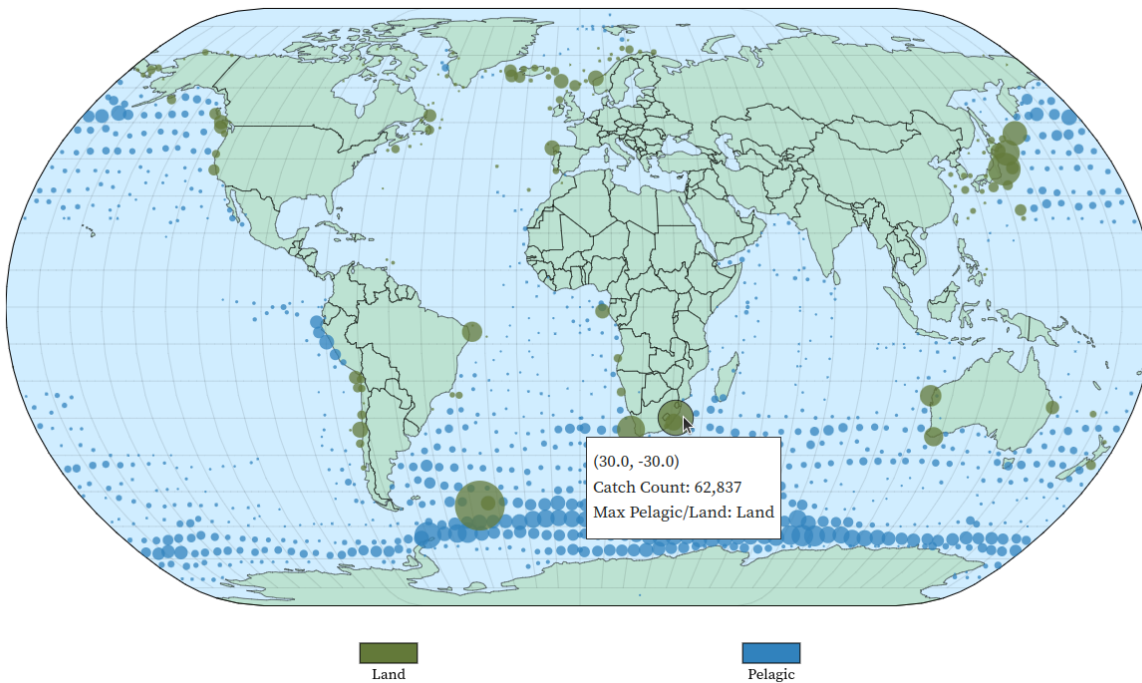 (30.0, -30.0)
Catch Count: 62,837
Max Pelagic/Land: Land
Land
Pelagic